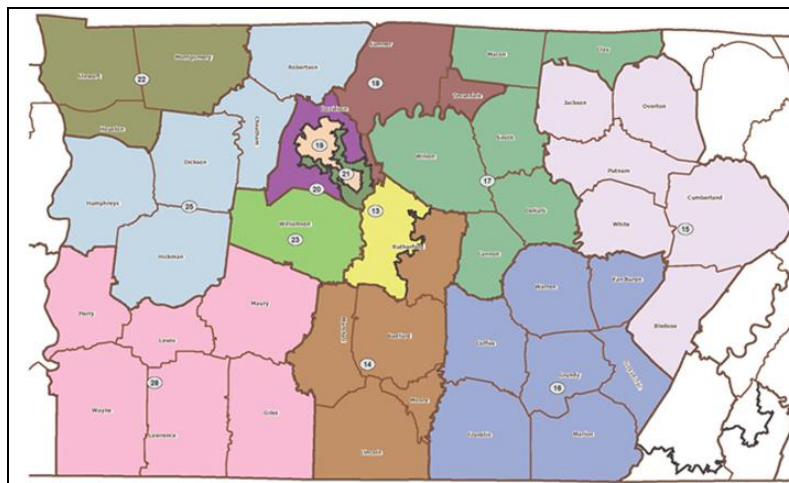 Stewart
Montgomery
22
Houston
Robertson
Cheatham
Dickson
Humphreys
25
Hickman
Sumner
18
Trousdale
Macon
Clay
Davidson
19
21
20
Williamson
23
13
Rutherford
Wilson
Smith
17
DeKalb
Cannon
Jackson
Overton
Putnam
Cumberland
White
15
Bledsoe
Warren
Van Buren
Coffee
Grundy
16
Franklin
Marion
Perry
Lewis
Maury
Wayne
28
Lawrence
Giles
Bedford
14
Moore
Lincoln